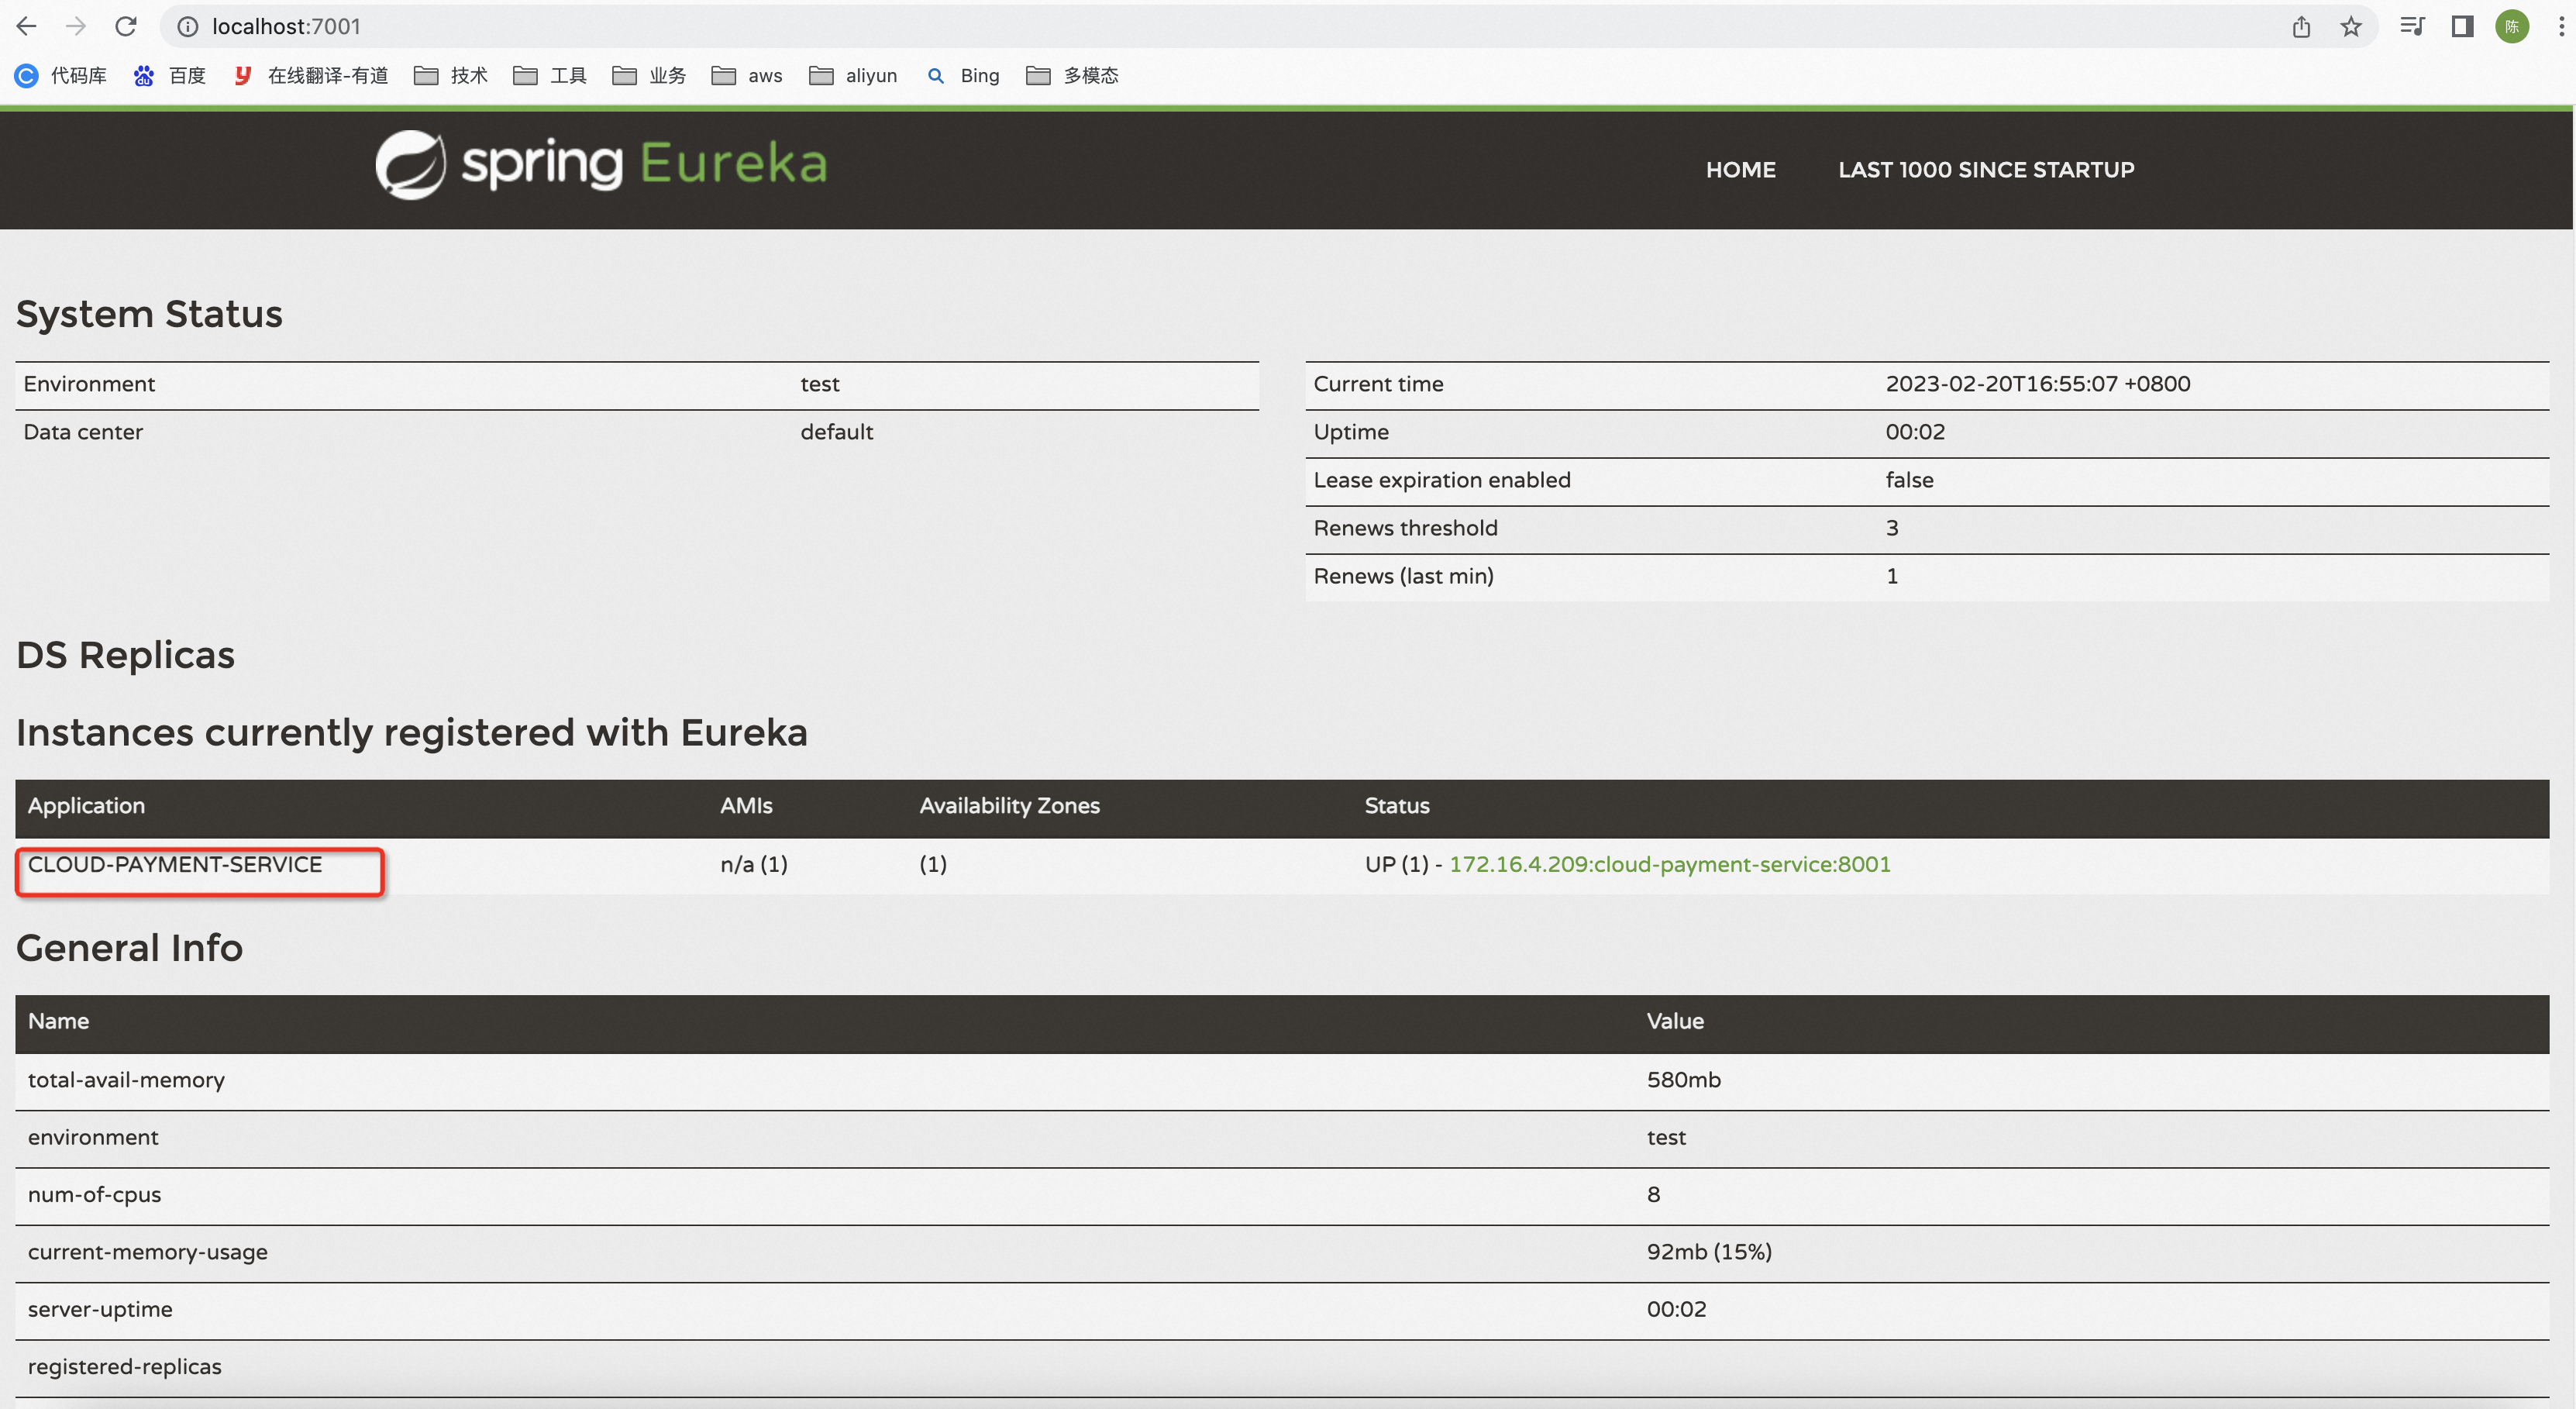 localhost:7001
陈
代码库 百度 在线翻译-有道 技术 工具 业务 aws aliyun Bing 多模态
spring Eureka
HOME LAST 1000 SINCE STARTUP
System Status
Environment test
Data center default
Current time 2023-02-20T16:55:07 +0800
Uptime 00:02
Lease expiration enabled false
Renews threshold 3
Renews (last min) 1
DS Replicas
Instances currently registered with Eureka
Application AMIs Availability Zones Status
CLOUD-PAYMENT-SERVICE n/a (1) (1) UP (1) - 172.16.4.209:cloud-payment-service:8001
General Info
Name Value
total-avail-memory 580mb
environment test
num-of-cpus 8
current-memory-usage 92mb (15%)
server-uptime 00:02
registered-replicas